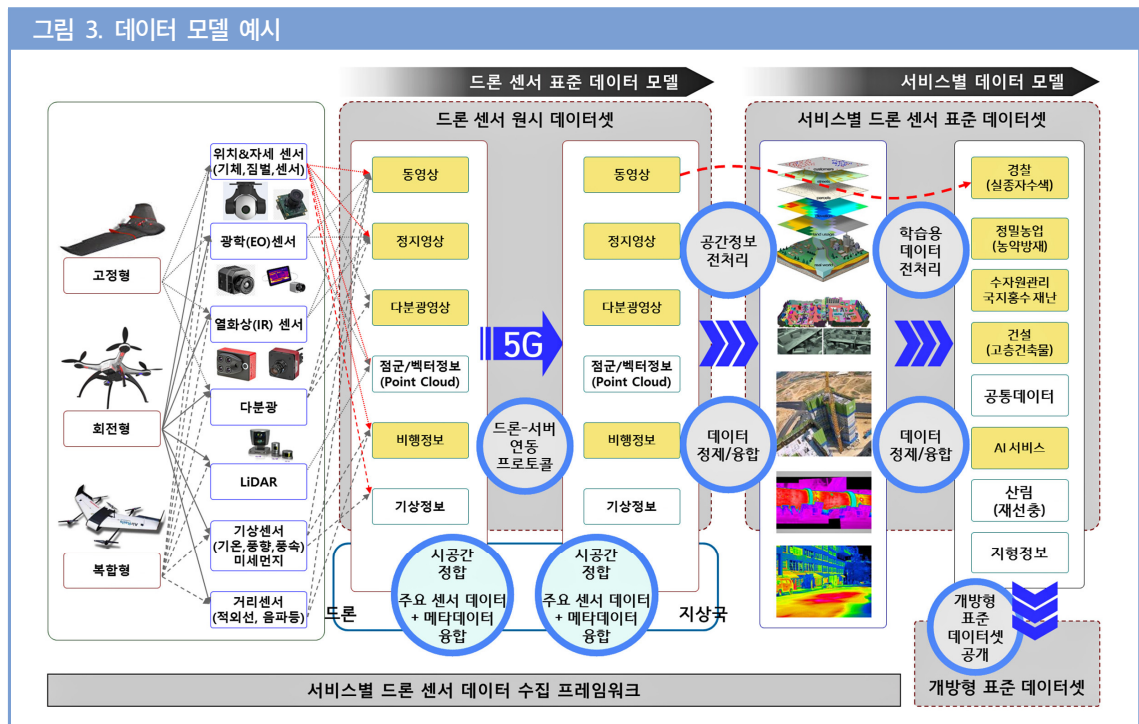 그림 3. 데이터 모델 예시
드론 센서 표준 데이터 모델
서비스별 데이터 모델
드론 센서 원시 데이터셋
서비스별 드론 센서 표준 데이터셋
고정형
회전형
복합형
위치&자세 센서
(기체,짐벌,센서)
광학(EO)센서
열화상(IR) 센서
다분광
LiDAR
기상센서
(기온,풍향,풍속)
미세먼지
거리센서
(적외선, 음파등)
동영상
정지영상
다분광영상
점군/벡터정보
(Point Cloud)
비행정보
기상정보
5G
드론-서버
연동
프로토콜
동영상
정지영상
다분광영상
점군/벡터정보
(Point Cloud)
비행정보
기상정보
드론
시공간
정합
주요 센서 데이터
+ 메타데이터
융합
시공간
정합
주요 센서 데이터
+ 메타데이터
융합
지상국
공간정보
전처리
데이터
정제/융합
학습용
데이터
전처리
데이터
정제/융합
경찰
(실종자수색)
정밀농업
(농약방재)
수자원관리
국지홍수재난
건설
(고층건축물)
공통데이터
AI 서비스
산림
(재선충)
지형정보
개방형
표준
데이터셋
공개
개방형 표준 데이터셋
서비스별 드론 센서 데이터 수집 프레임워크